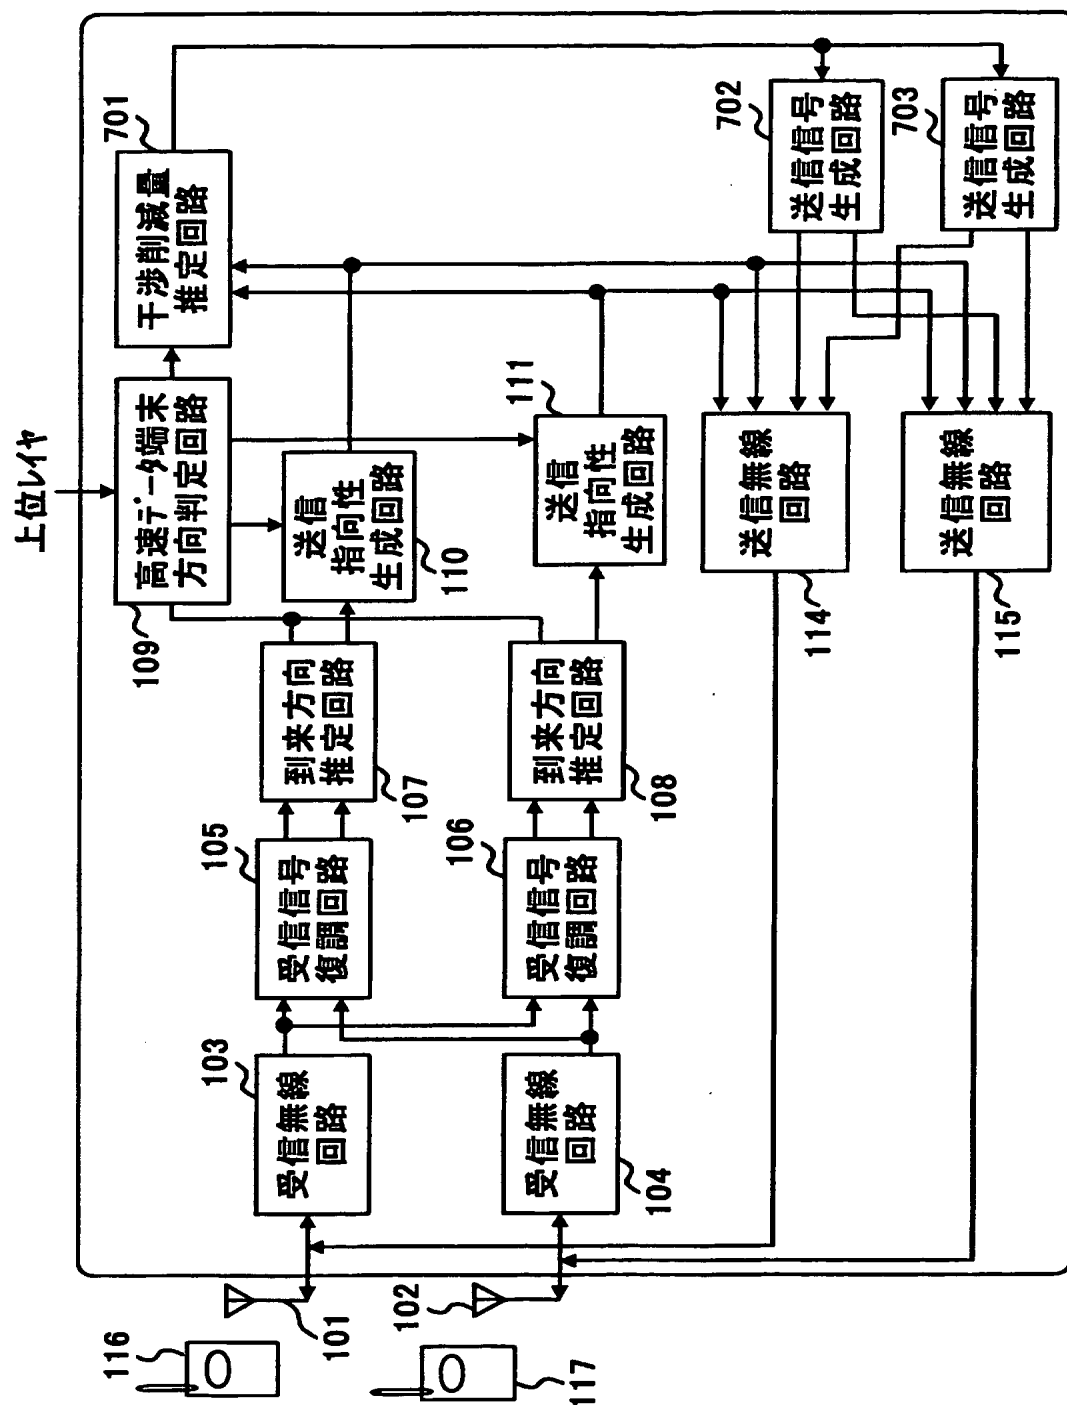 上位レイヤ
109
高速データ端末
方向判定回路
701
干渉削減量
推定回路
116
101
103
受信無線
回路
105
受信信号
復調回路
107
到来方向
推定回路
110
送信
指向性
生成回路
117
102
104
受信無線
回路
106
受信信号
復調回路
108
到来方向
推定回路
111
送信
指向性
生成回路
114
送信無線
回路
702
送信信号
生成回路
115
送信無線
回路
703
送信信号
生成回路